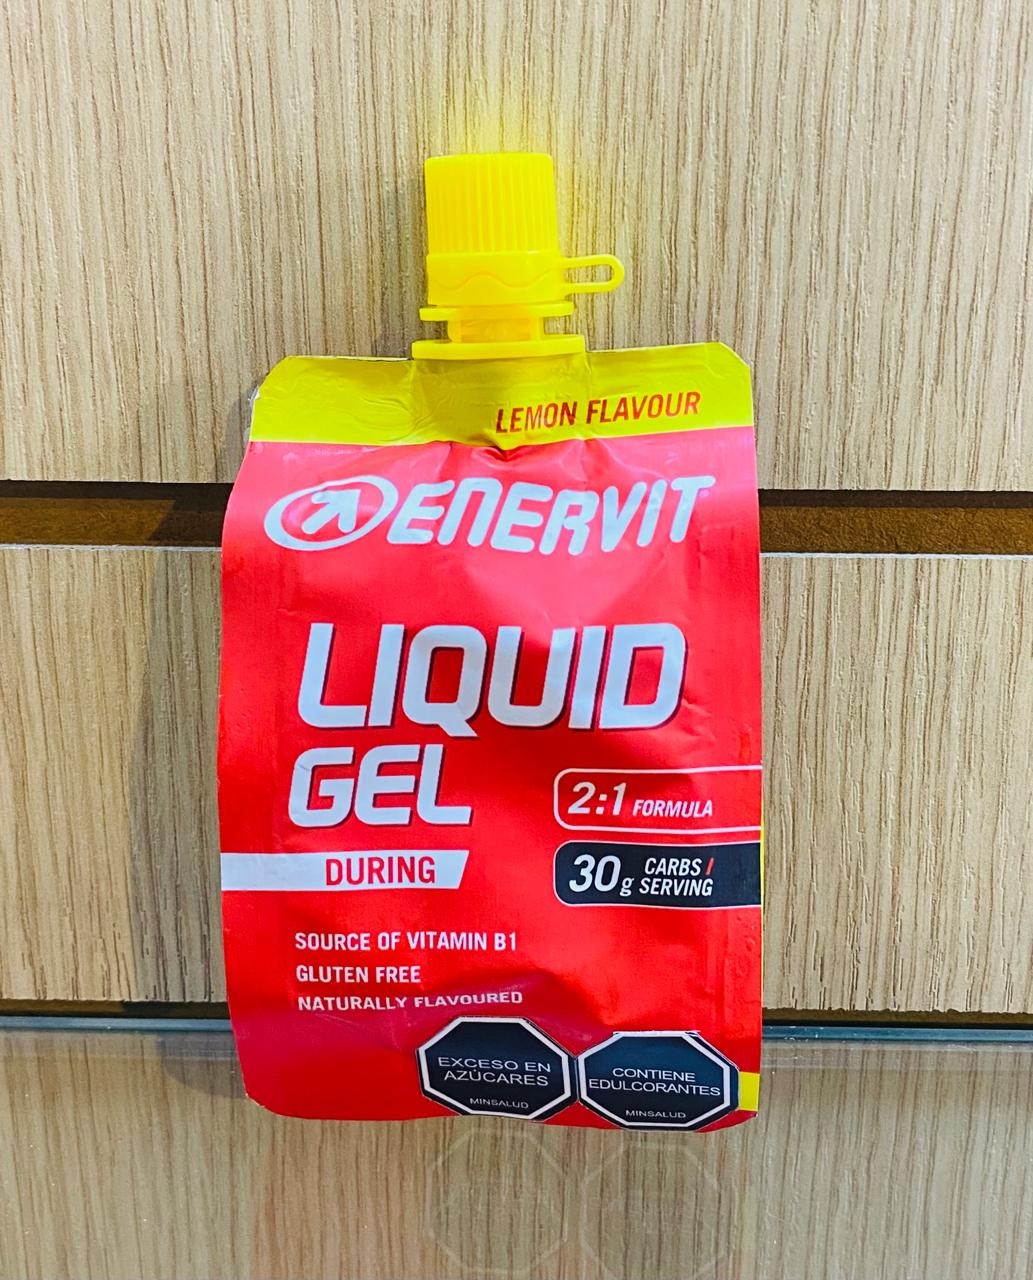 LEMON FLAVOUR
ENERVIT
LIQUID
GEL
2:1 FORMULA
DURING
30g CARBS /
SERVING
SOURCE OF VITAMIN B1
GLUTEN FREE
NATURALLY FLAVOURED
EXCESO EN
AZÚCARES
MINSALUD
CONTIENE
EDULCORANTES
MINSALUD